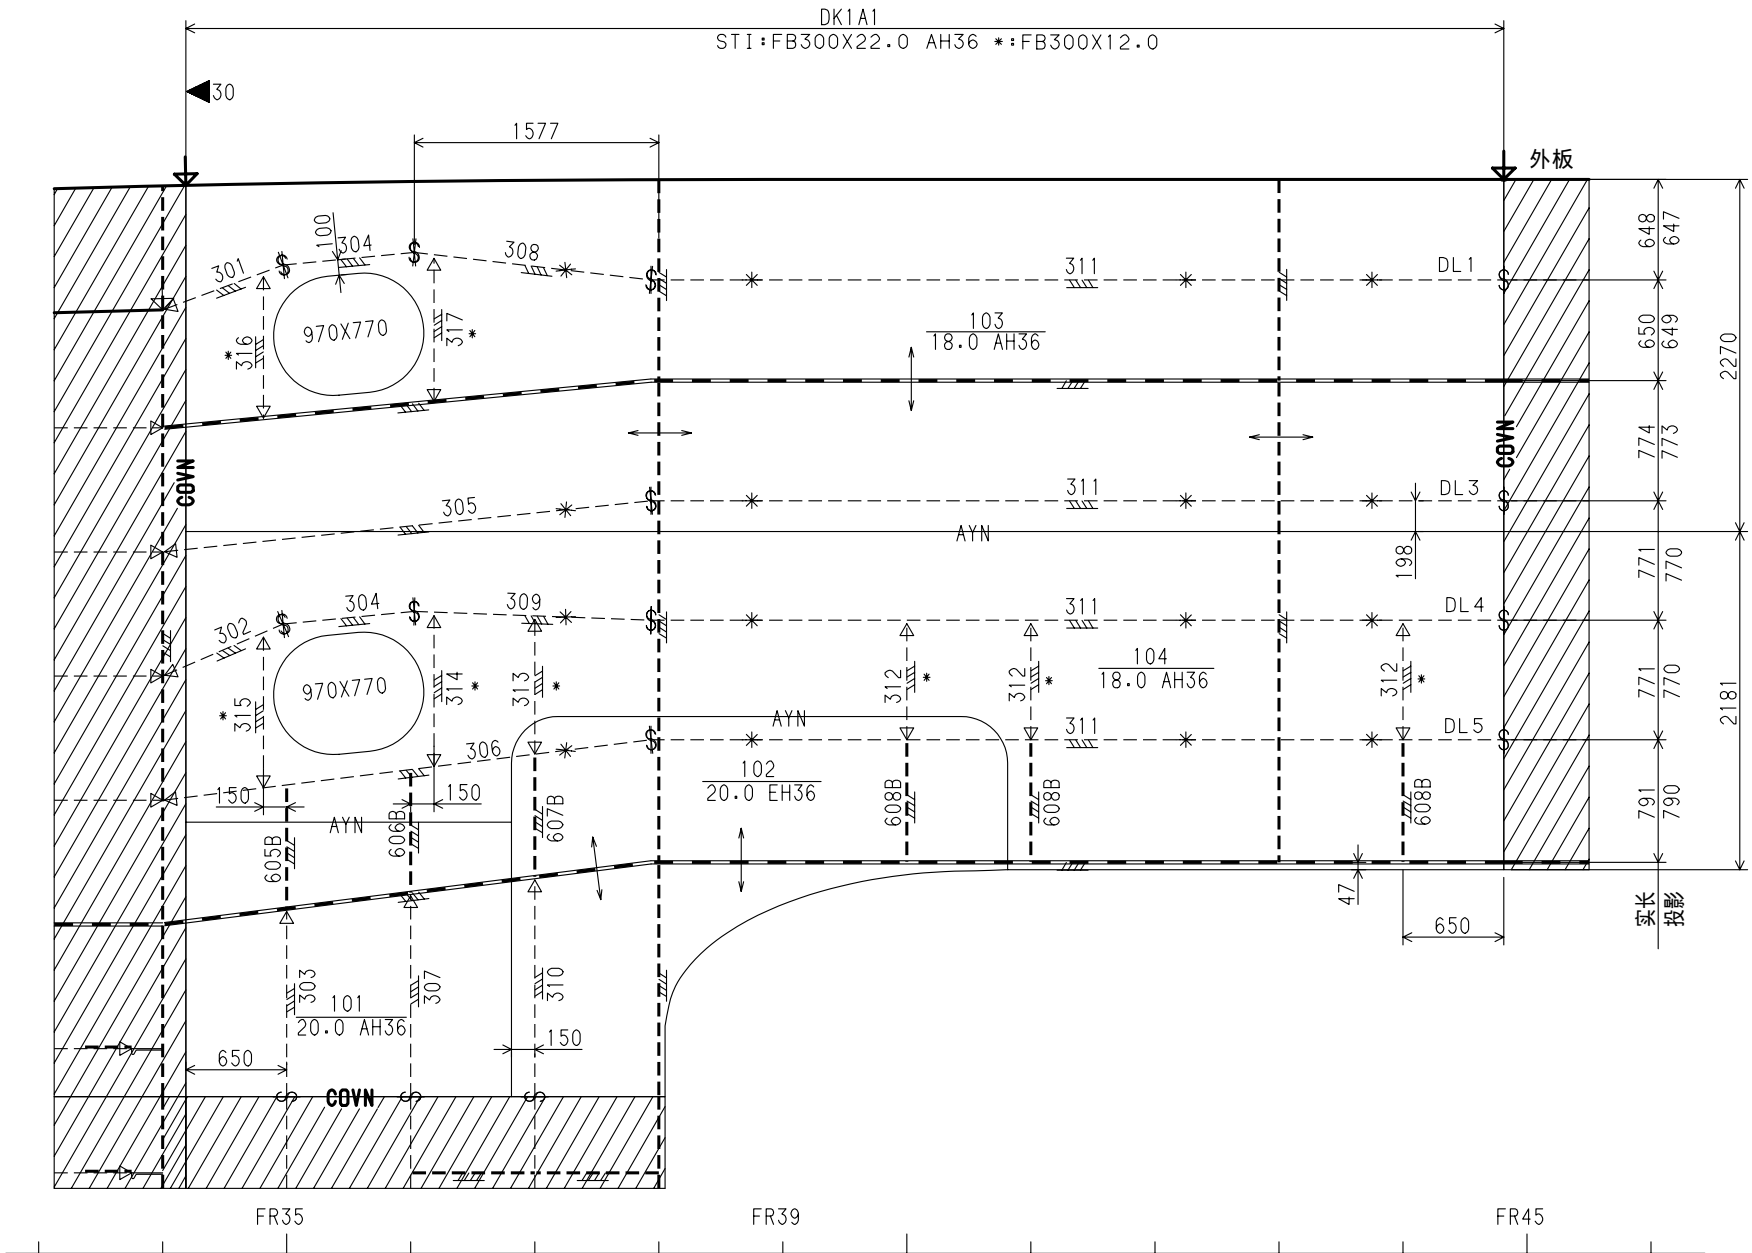 DK1A1
STI:FB300X22.0 AH36 *:FB300X12.0
30
1577
外板
648
647
100
304
308
301
311
DL1
970X770
316
*
317
*
103
18.0 AH36
650
649
2270
774
773
COVN
COVN
305
311
DL3
AYN
198
771
770
302
304
309
311
DL4
970X770
315
*
314
*
313
*
312
*
312
*
104
18.0 AH36
312
*
771
770
2181
AYN
306
311
DL5
150
150
102
20.0 EH36
AYN
605B
606B
607B
608B
608B
608B
791
790
47
实长
投影
650
303
307
310
101
20.0 AH36
150
650
COVN
FR35
FR39
FR45